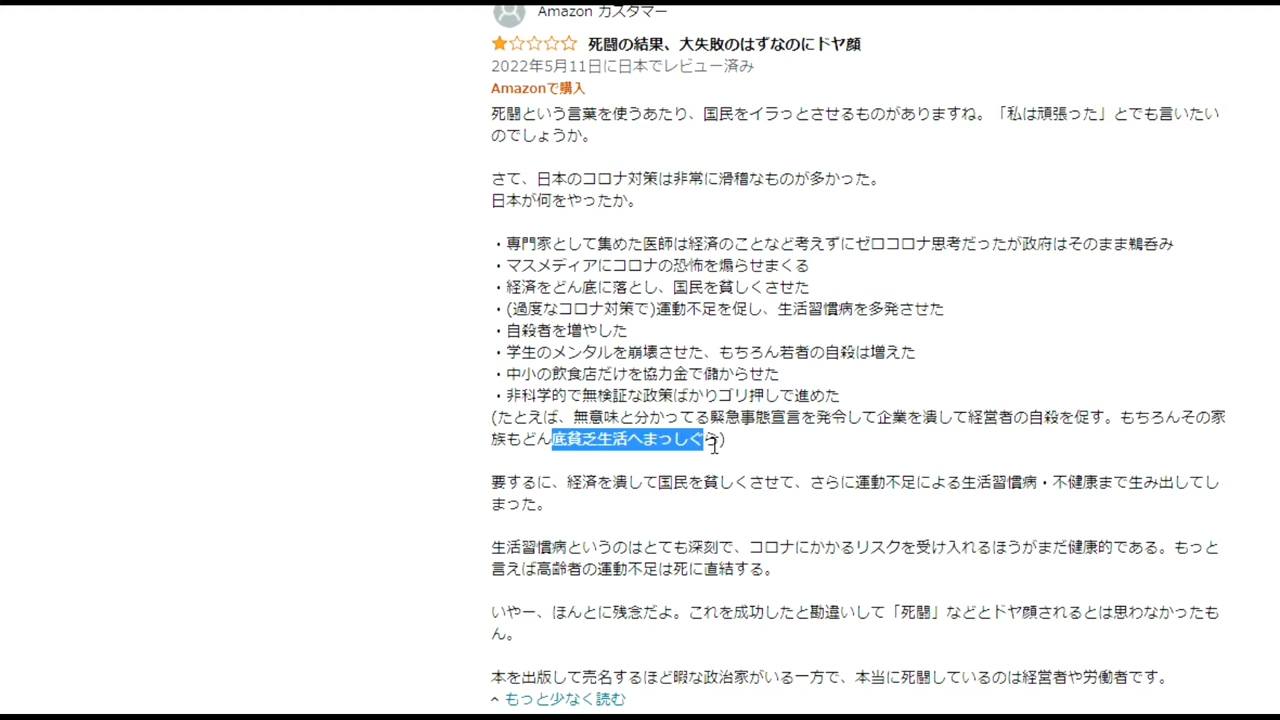 Amazon カスタマー
死闘の結果、大失敗のはずなのにドヤ顔
2022年5月11日に日本でレビュー済み
Amazonで購入
死闘という言葉を使うあたり、国民をイラっとさせるものがありますね。「私は頑張った」とでも言いたい
のでしょうか。
さて、日本のコロナ対策は非常に滑稽なものが多かった。
日本が何をやったか。
・専門家として集めた医師は経済のことなど考えずにゼロコロナ思考だったが政府はそのまま鵜呑み
・マスメディアにコロナの恐怖を煽らせまくる
・経済をどん底に落とし、国民を貧しくさせた
・(過度なコロナ対策で)運動不足を促し、生活習慣病を多発させた
・自殺者を増やした
・学生のメンタルを崩壊させた、もちろん若者の自殺は増えた
・中小の飲食店だけを協力金で儲からせた
・非科学的で無検証な政策ばかりゴリ押しで進めた
(たとえば、無意味と分かってる緊急事態宣言を発令して企業を潰して経営者の自殺を促す。もちろんその家
族もどん底貧乏生活へまっしぐら)
要するに、経済を潰して国民を貧しくさせて、さらに運動不足による生活習慣病・不健康まで生み出してし
まった。
生活習慣病というのはとても深刻で、コロナにかかるリスクを受け入れるほうがまだ健康的である。もっと
言えば高齢者の運動不足は死に直結する。
いやー、ほんとに残念だよ。これを成功したと勘違いして「死闘」などとドヤ顔されるとは思わなかったも
ん。
本を出版して売名するほど暇な政治家がいる一方で、本当に死闘しているのは経営者や労働者です。
もっと少なく読む